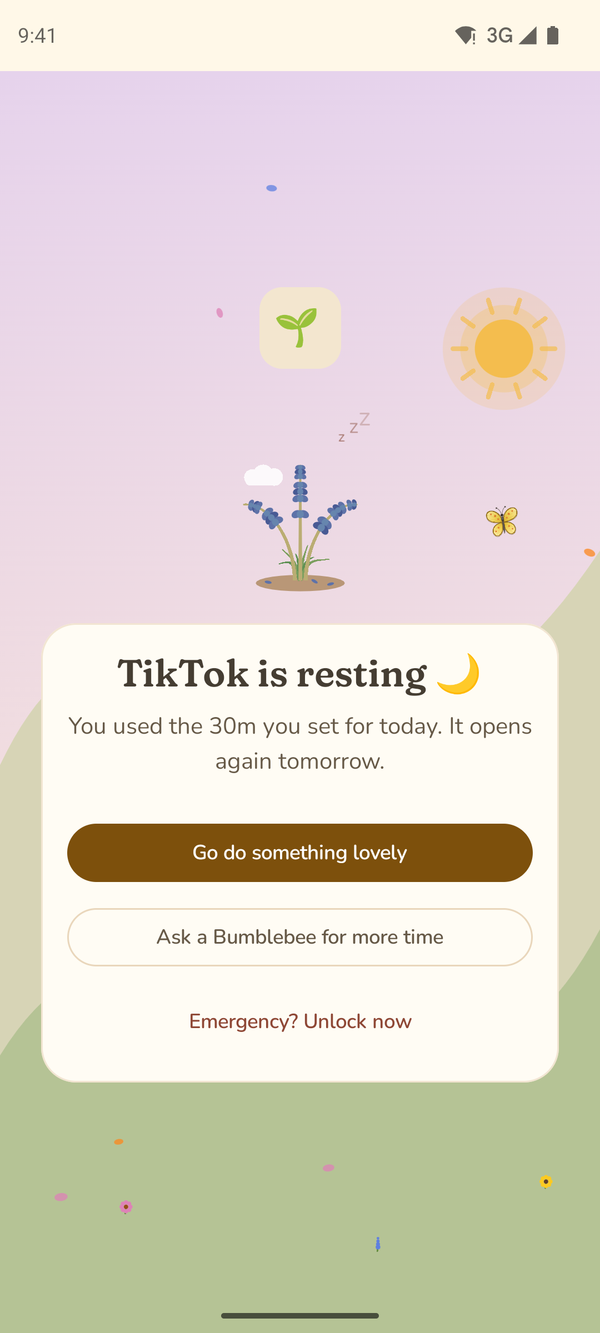 9:41
3G
z z Z
TikTok is resting 🌙
You used the 30m you set for today. It opens
again tomorrow.
Go do something lovely
Ask a Bumblebee for more time
Emergency? Unlock now